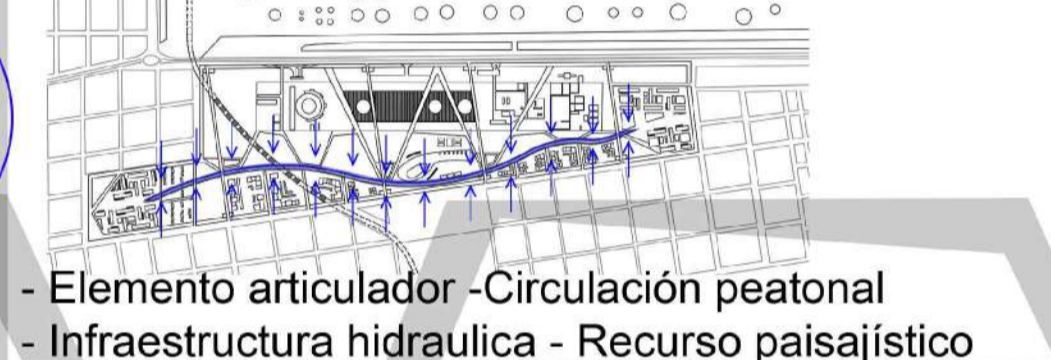 - Elemento articulador -Circulación peatonal
- Infraestructura hidraulica - Recurso paisajístico